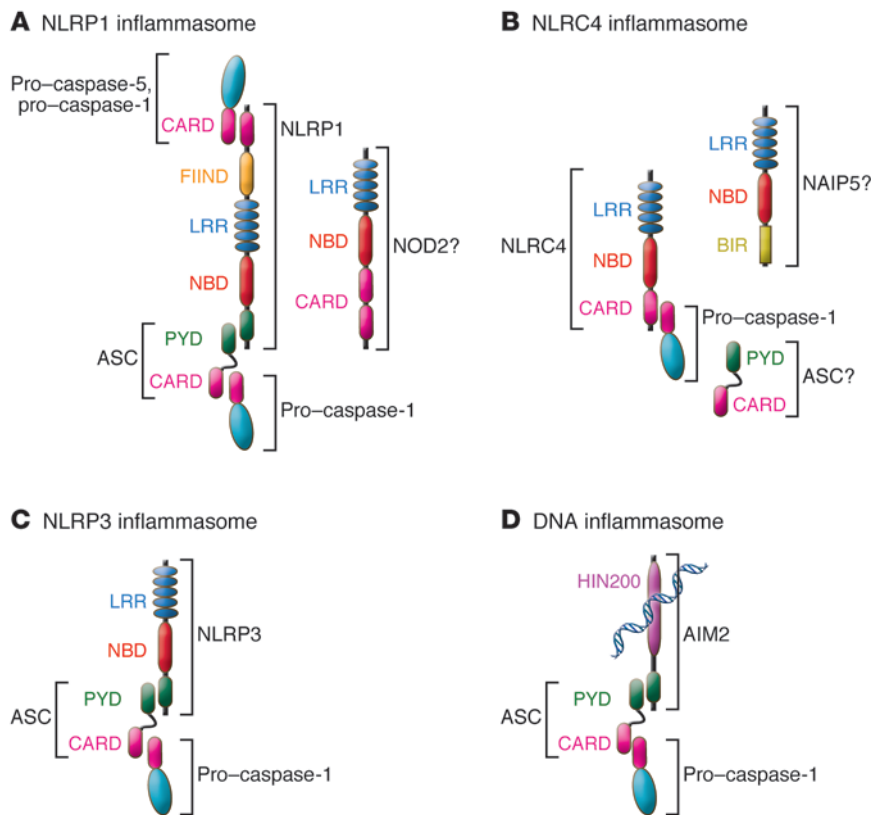 A NLRP1 inflammasome
Pro–caspase-5,
pro–caspase-1
CARD
NLRP1
FIIND
LRR
NBD
PYD
ASC
CARD
Pro–caspase-1
LRR
NBD
CARD
NOD2?
B NLRC4 inflammasome
LRR
NBD
BIR
NAIP5?
NLRC4
LRR
NBD
CARD
Pro–caspase-1
PYD
ASC?
CARD
C NLRP3 inflammasome
LRR
NBD
NLRP3
PYD
ASC
CARD
Pro–caspase-1
D DNA inflammasome
HIN200
AIM2
PYD
ASC
CARD
Pro–caspase-1